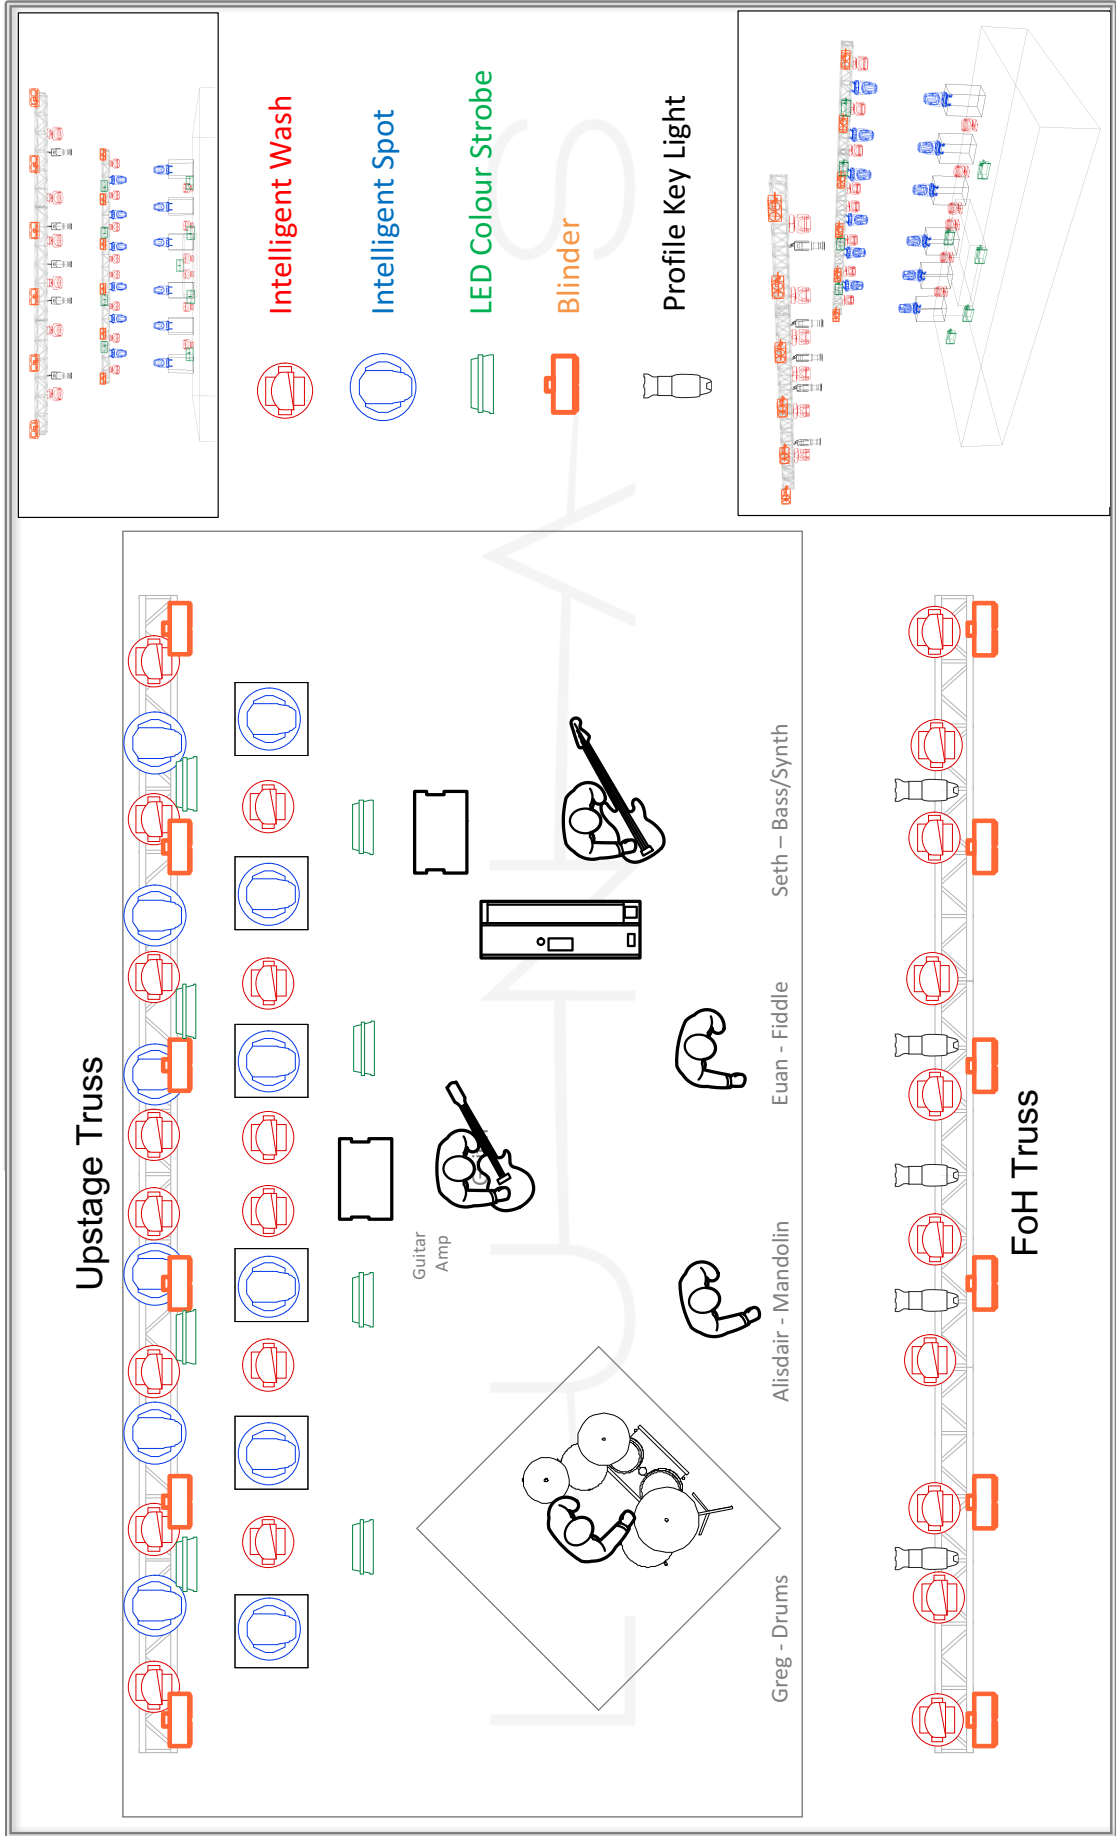 Upstage Truss
Guitar
Amp
Greg - Drums
Alisdair - Mandolin
Euan - Fiddle
Seth – Bass/Synth
FoH Truss
Intelligent Wash
Intelligent Spot
LED Colour Strobe
Blinder
Profile Key Light